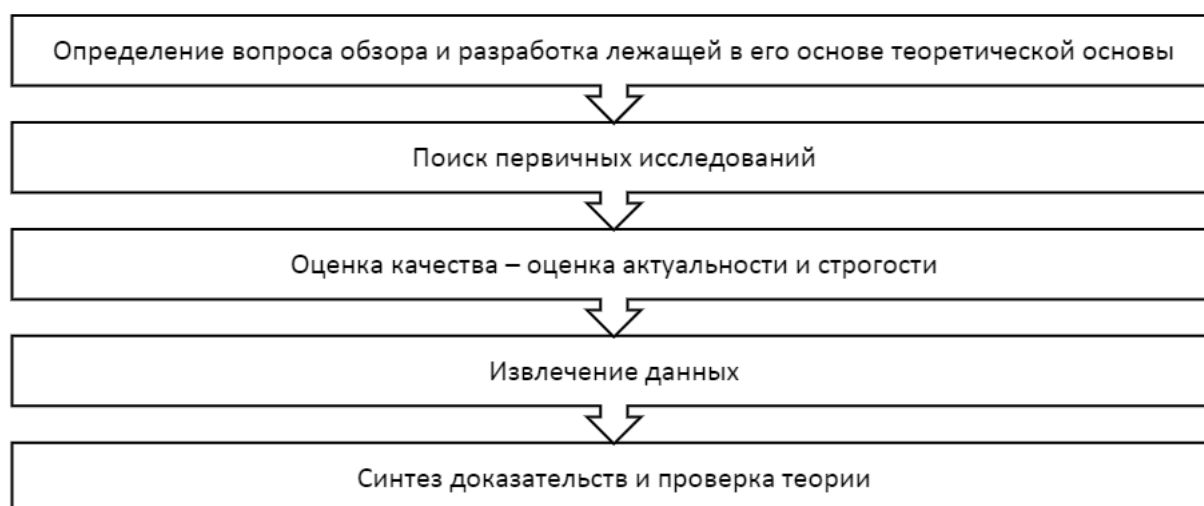 Определение вопроса обзора и разработка лежащей в его основе теоретической основы
Поиск первичных исследований
Оценка качества – оценка актуальности и строгости
Извлечение данных
Синтез доказательств и проверка теории